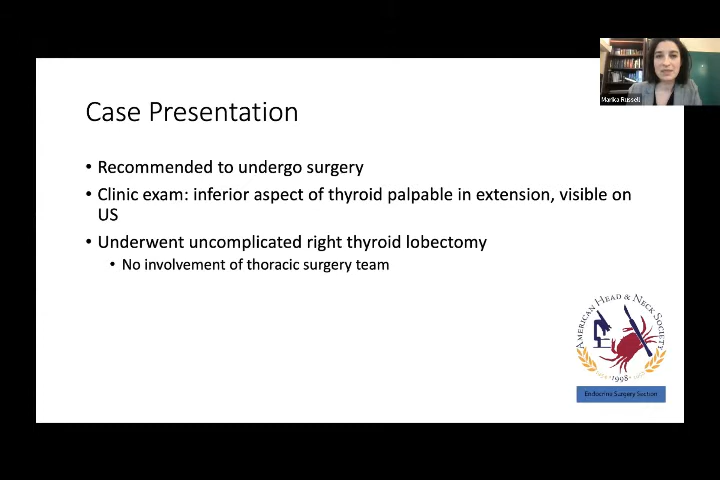 Marika Russell
Case Presentation
• Recommended to undergo surgery
• Clinic exam: inferior aspect of thyroid palpable in extension, visible on
US
• Underwent uncomplicated right thyroid lobectomy
• No involvement of thoracic surgery team
AMERICAN HEAD & NECK SOCIETY
1998
Endocrine Surgery Section